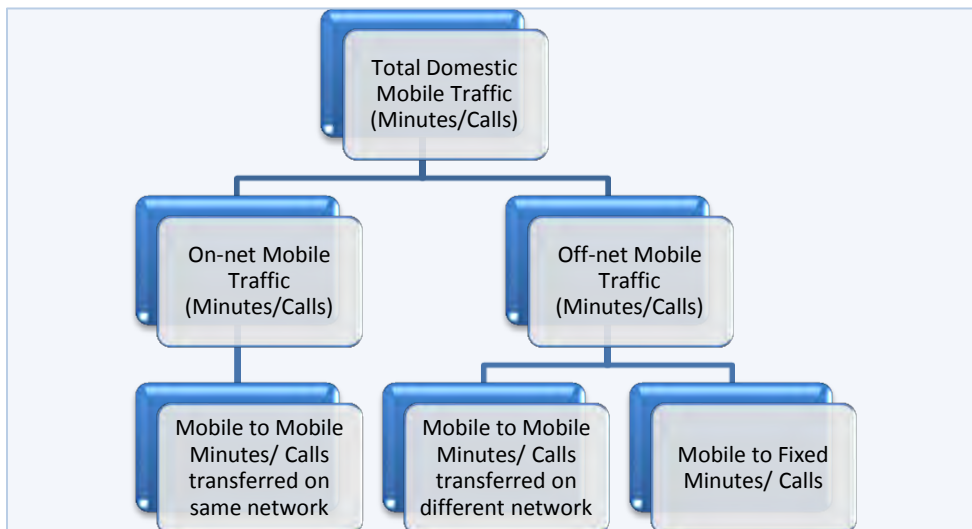 Total Domestic
Mobile Traffic
(Minutes/Calls)
On-net Mobile
Traffic
(Minutes/Calls)
Off-net Mobile
Traffic
(Minutes/Calls)
Mobile to Mobile
Minutes/ Calls
transferred on
same network
Mobile to Mobile
Minutes/ Calls
transferred on
different network
Mobile to Fixed
Minutes/ Calls